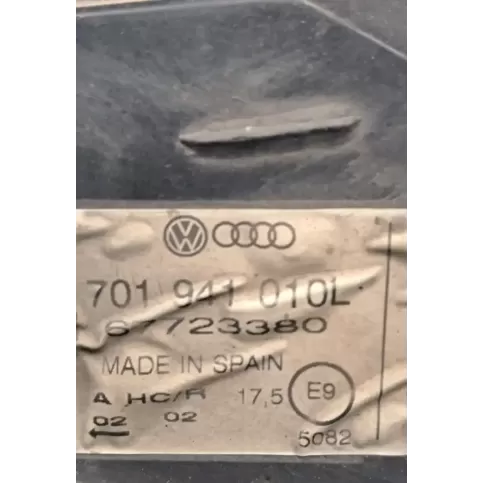 701 941 010L
67723380
MADE IN SPAIN
A HC/R 17,5 E9
02 02
5082